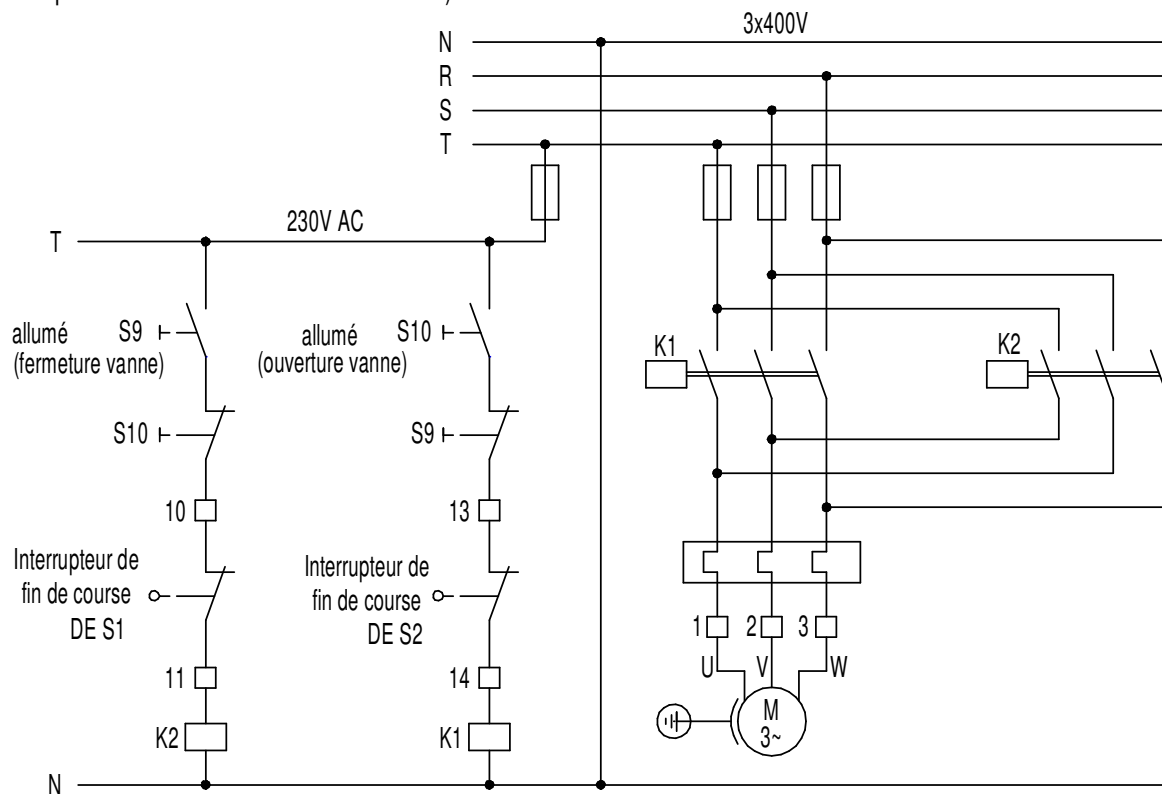 3x400V
N
R
S
T
230V AC
T
allumé
(fermeture vanne)
S9
allumé
(ouverture vanne)
S10
K1
K2
S10
S9
10
13
Interrupteur de
fin de course
DE S1
Interrupteur de
fin de course
DE S2
1
2
3
U
V
W
11
14
M
3~
K2
K1
N